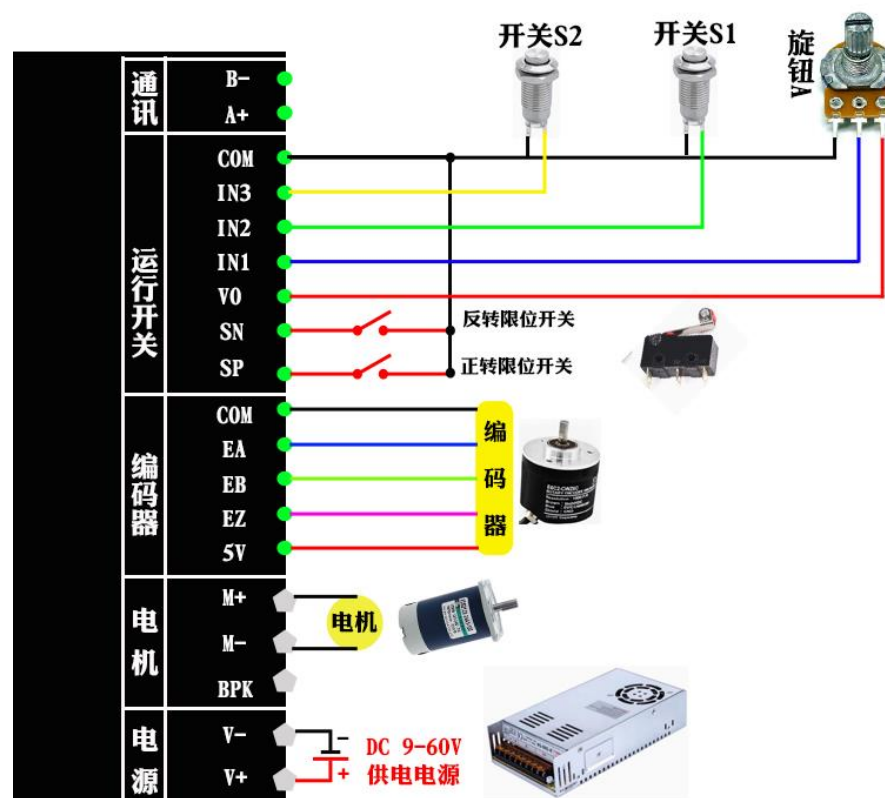 开关S2
开关S1
旋钮A
通讯
B-
A+
运行开关
COM
IN3
IN2
IN1
VO
SN
反转限位开关
SP
正转限位开关
编码器
COM
EA
EB
EZ
5V
编码器
电机
M+
M-
BPK
电机
电源
V-
V+
-
+
DC 9-60V
供电电源